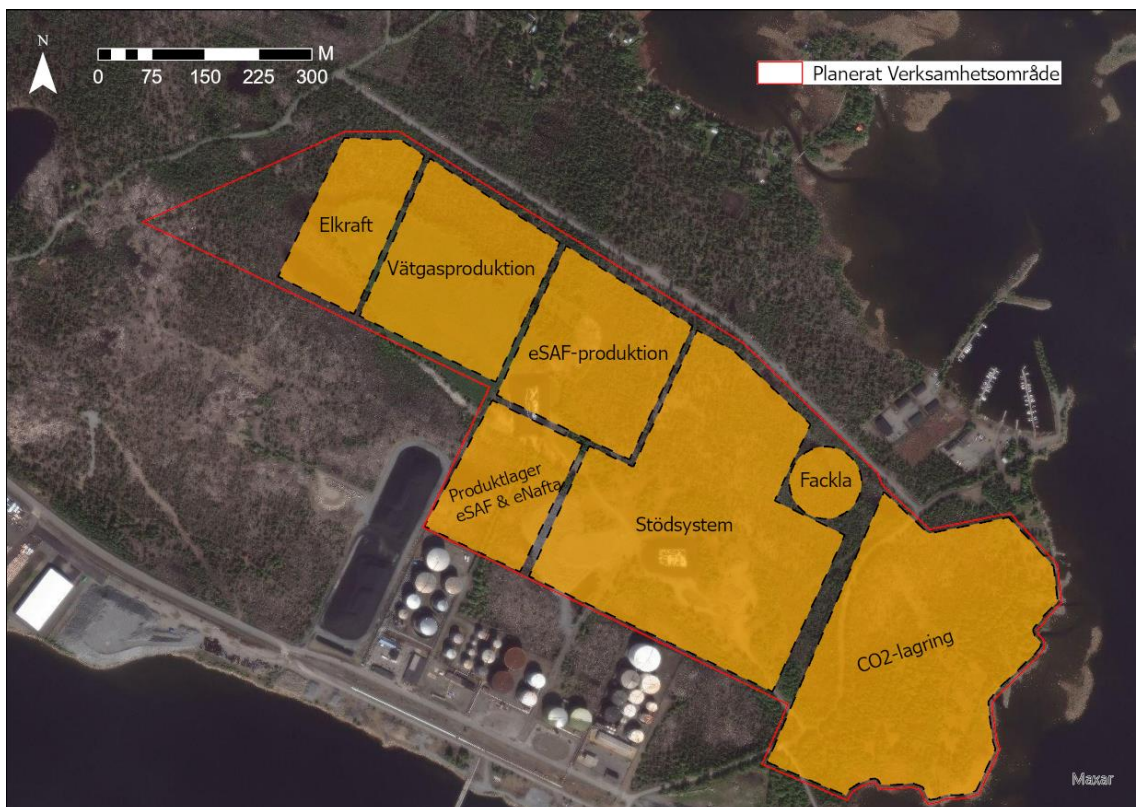 N
M
0 75 150 225 300
Planerat Verksamhetsområde
Elkraft
Vätgasproduktion
eSAF-produktion
Produktlager
eSAF & eNafta
Fackla
Stödsystem
CO2-lagring
Maxar